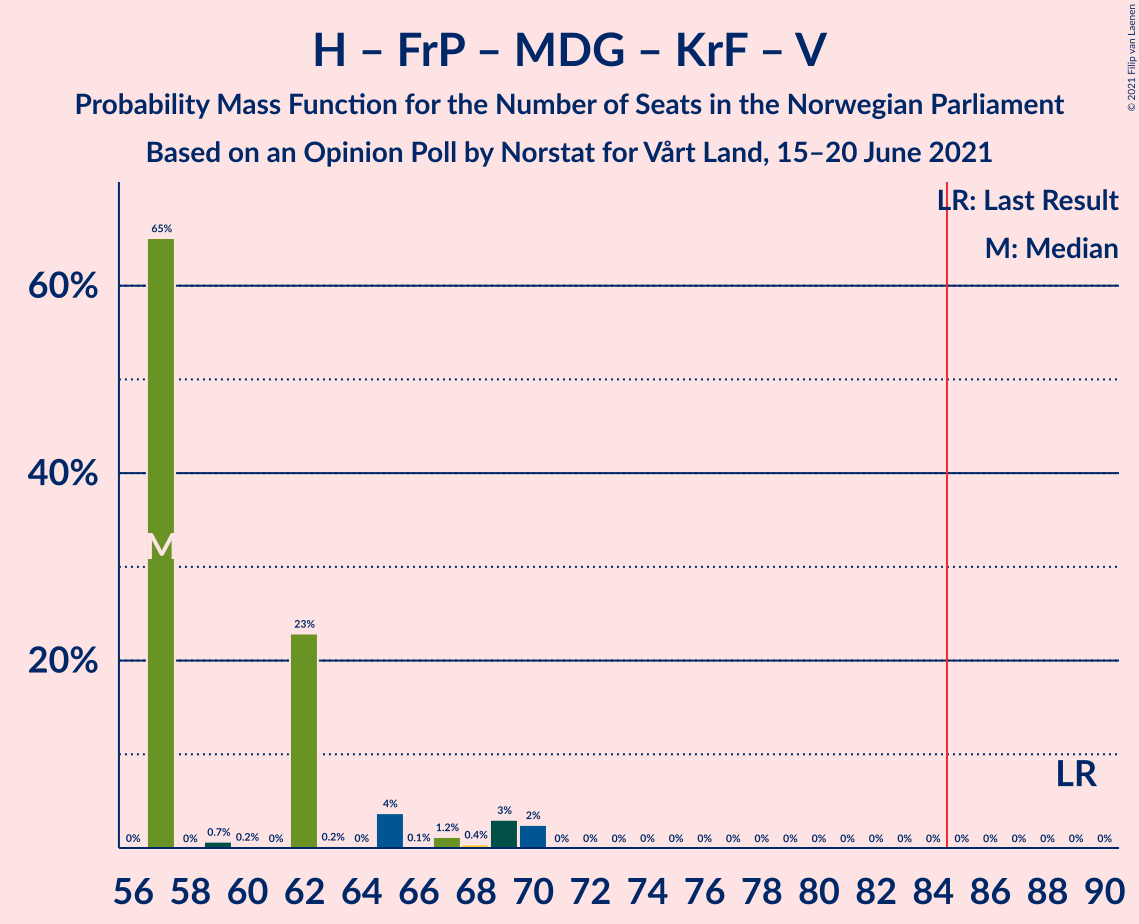 H – FrP – MDG – KrF – V
Probability Mass Function for the Number of Seats in the Norwegian Parliament
Based on an Opinion Poll by Norstat for Vårt Land, 15–20 June 2021
© 2021 Filip van Laenen
LR: Last Result
M: Median
60%
40%
20%
65%
M
23%
LR
0% 0% 0.7% 0.2% 0% 0.2% 0% 4% 0.1% 1.2% 0.4% 3% 2% 0% 0% 0% 0% 0% 0% 0% 0% 0% 0% 0% 0% 0% 0% 0% 0% 0% 0% 0% 0%
56 58 60 62 64 66 68 70 72 74 76 78 80 82 84 86 88 90